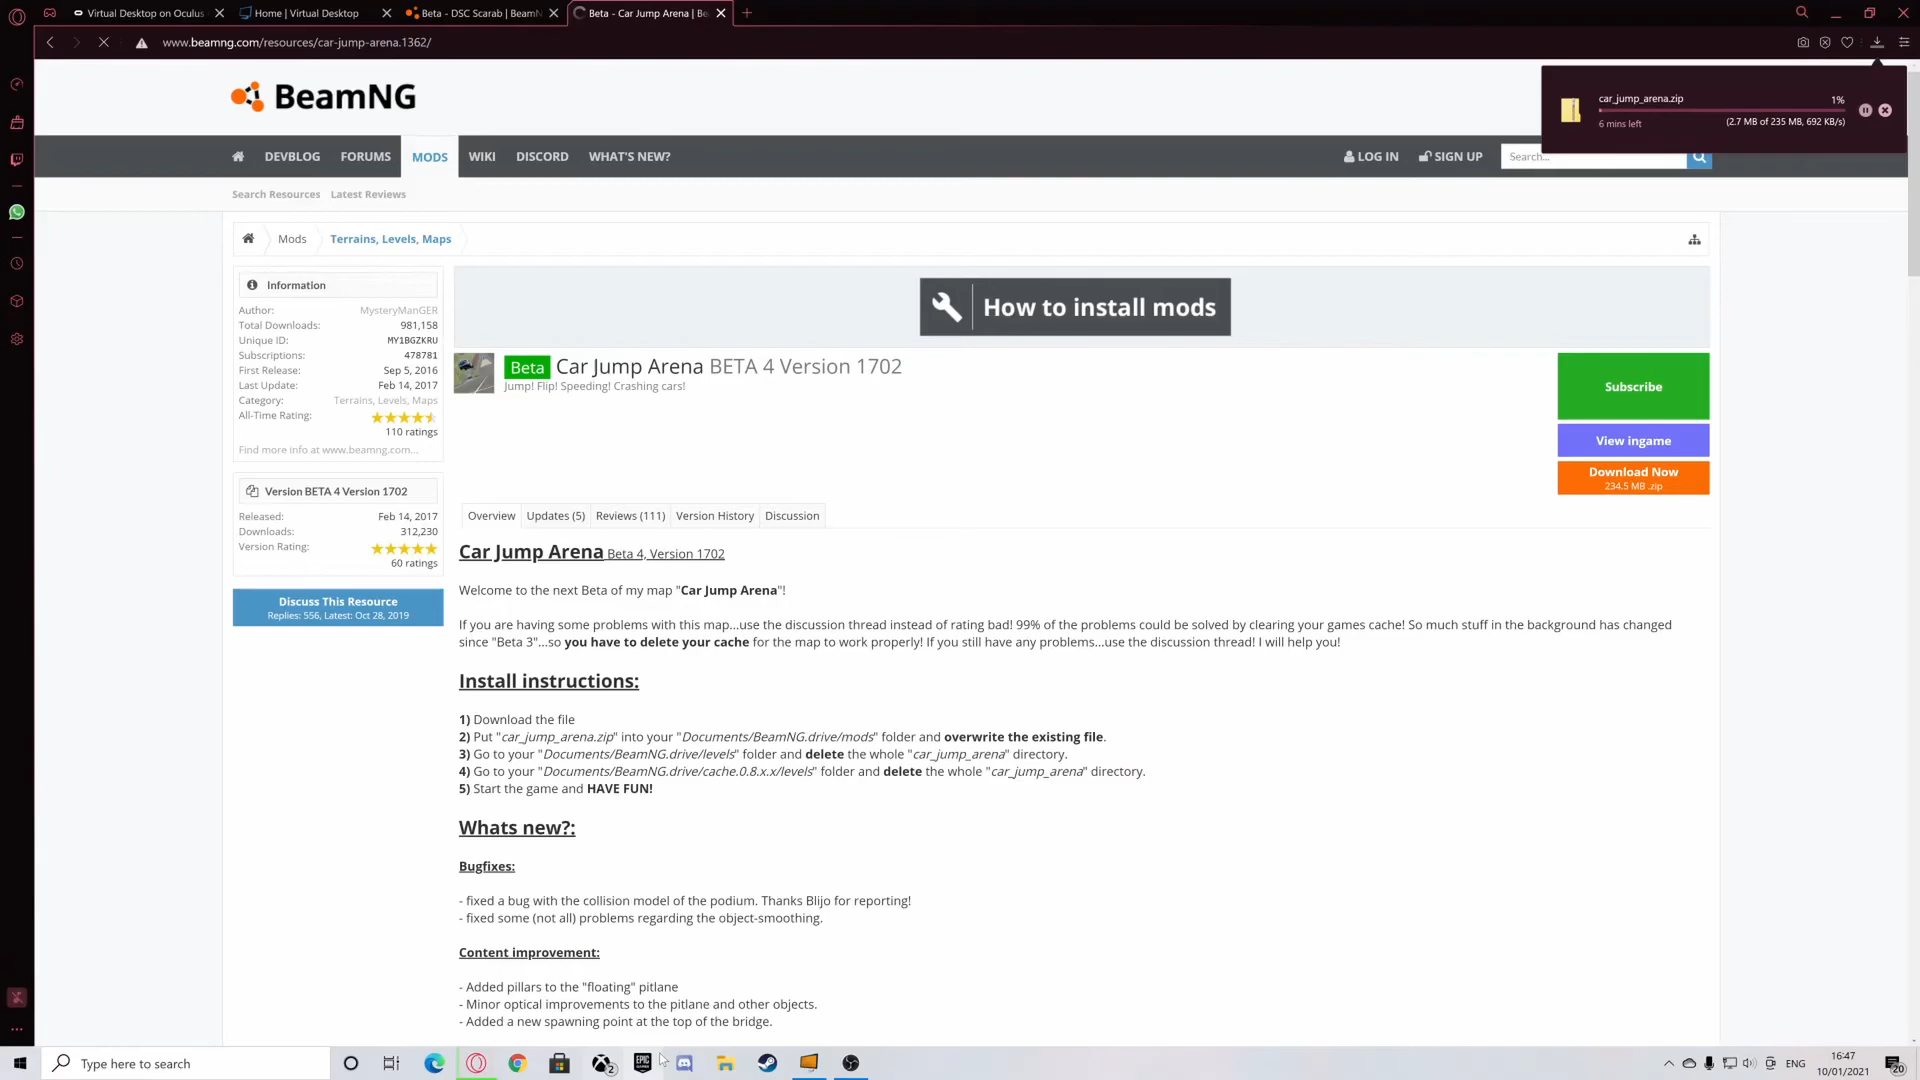 Virtual Desktop on Oculus
Home | Virtual Desktop
Beta - DSC Scarab | BeamN
Beta - Car Jump Arena | Be
www.beamng.com/resources/car-jump-arena.1362/
car_jump_arena.zip
1%
6 mins left
(2.7 MB of 235 MB, 692 KB/s)
BeamNG
DEVBLOG
FORUMS
MODS
WIKI
DISCORD
WHAT'S NEW?
LOG IN
SIGN UP
Search...
Search Resources
Latest Reviews
Mods
Terrains, Levels, Maps
Information
Author: MysteryManGER
Total Downloads: 981,158
Unique ID: MY1BGZKRU
Subscriptions: 478781
First Release: Sep 5, 2016
Last Update: Feb 14, 2017
Category: Terrains, Levels, Maps
All-Time Rating:
110 ratings
Find more info at www.beamng.com...
Version BETA 4 Version 1702
Released: Feb 14, 2017
Downloads: 312,230
Version Rating:
60 ratings
Discuss This Resource
Replies: 556, Latest: Oct 28, 2019
How to install mods
Beta Car Jump Arena BETA 4 Version 1702
Jump! Flip! Speeding! Crashing cars!
Subscribe
View ingame
Download Now
234.5 MB .zip
Overview
Updates (5)
Reviews (111)
Version History
Discussion
Car Jump Arena Beta 4, Version 1702
Welcome to the next Beta of my map "Car Jump Arena"!
If you are having some problems with this map...use the discussion thread instead of rating bad! 99% of the problems could be solved by clearing your games cache! So much stuff in the background has changed
since "Beta 3"...so you have to delete your cache for the map to work properly! If you still have any problems...use the discussion thread! I will help you!
Install instructions:
1) Download the file
2) Put "car_jump_arena.zip" into your "Documents/BeamNG.drive/mods" folder and overwrite the existing file.
3) Go to your "Documents/BeamNG.drive/levels" folder and delete the whole "car_jump_arena" directory.
4) Go to your "Documents/BeamNG.drive/cache.0.8.x.x/levels" folder and delete the whole "car_jump_arena" directory.
5) Start the game and HAVE FUN!
Whats new?:
Bugfixes:
- fixed a bug with the collision model of the podium. Thanks Blijo for reporting!
- fixed some (not all) problems regarding the object-smoothing.
Content improvement:
- Added pillars to the "floating" pitlane
- Minor optical improvements to the pitlane and other objects.
- Added a new spawning point at the top of the bridge.
Type here to search
2
EPIC
ENG
16:47
10/01/2021
20